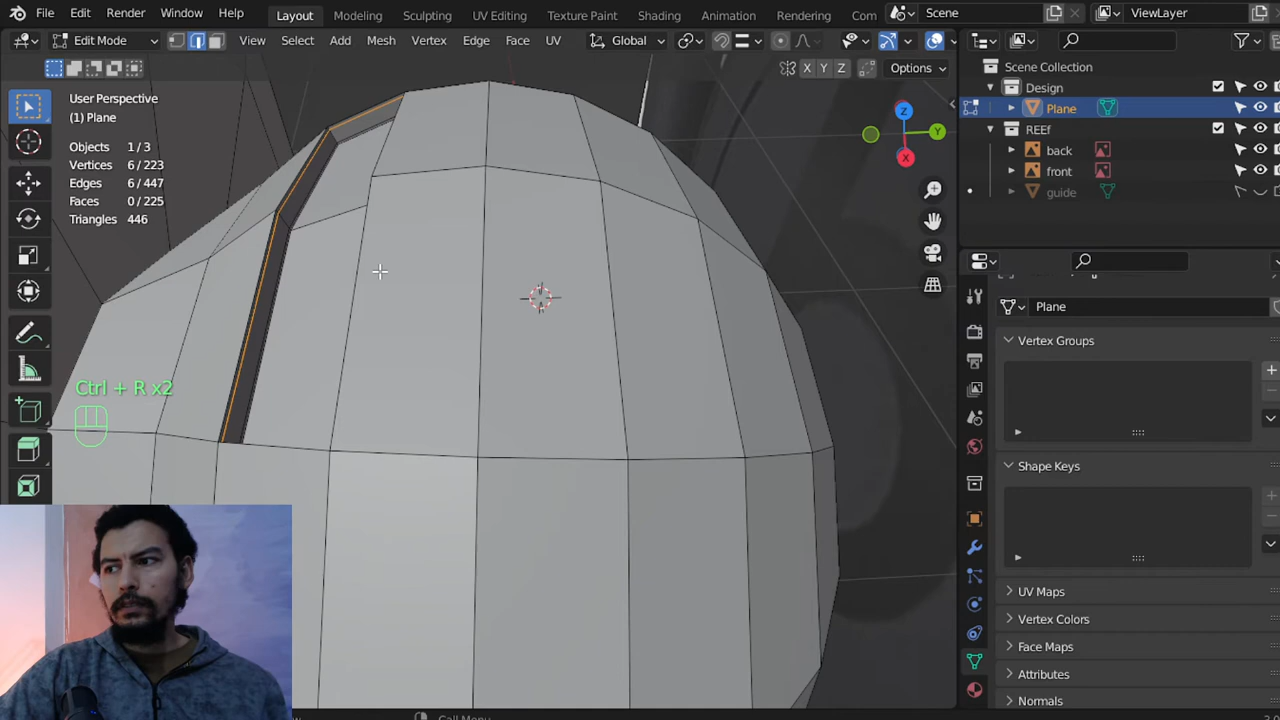 File Edit Render Window Help Layout Modeling Sculpting UV Editing Texture Paint Shading Animation Rendering Com Scene ViewLayer
Edit Mode View Select Add Mesh Vertex Edge Face UV Global
X Y Z Options
User Perspective
(1) Plane
Objects 1/3
Vertices 6/223
Edges 6/447
Faces 0/225
Triangles 446
Z
Y
X
Ctrl + R x2
Scene Collection
Design
Plane
REEf
back
front
guide
Plane
Vertex Groups
Shape Keys
UV Maps
Vertex Colors
Face Maps
Attributes
Normals
Call Menu